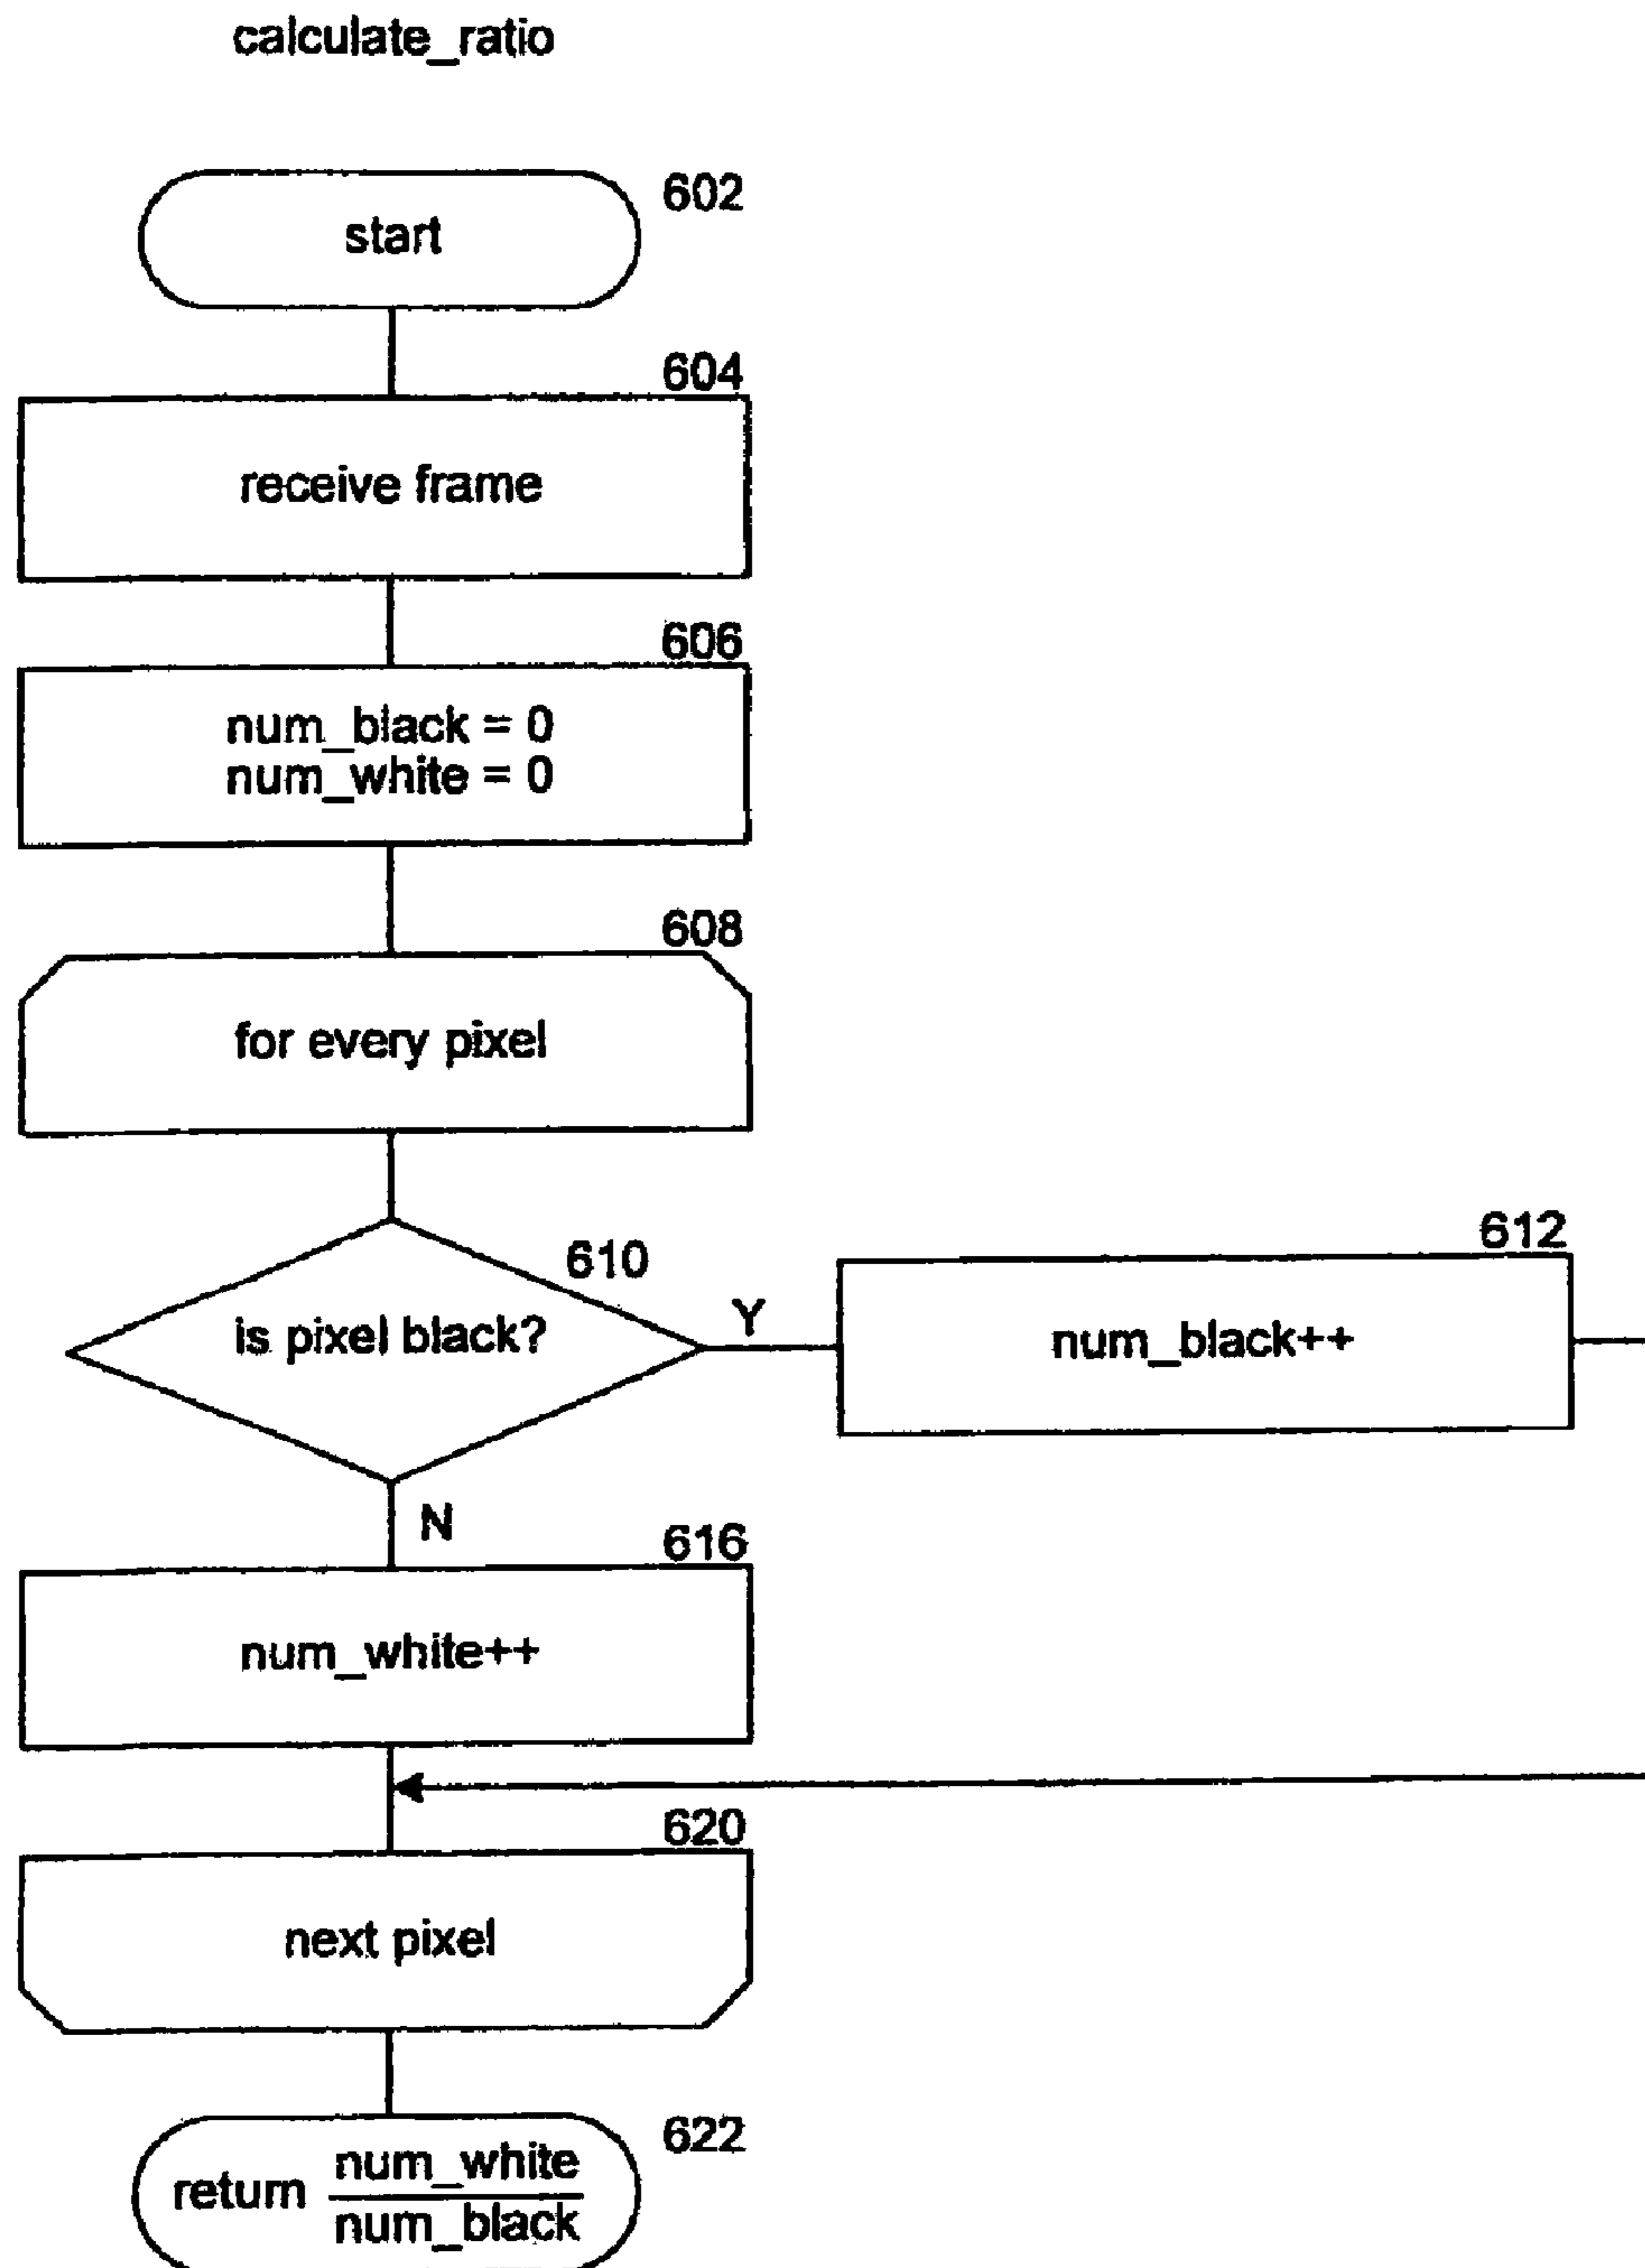 calculate_ratio
602
start
604
receive frame
606
num_black = 0
num_white = 0
608
for every pixel
610
is pixel black?
Y
612
num_black++
N
616
num_white++
620
next pixel
622
return num_white
num_black